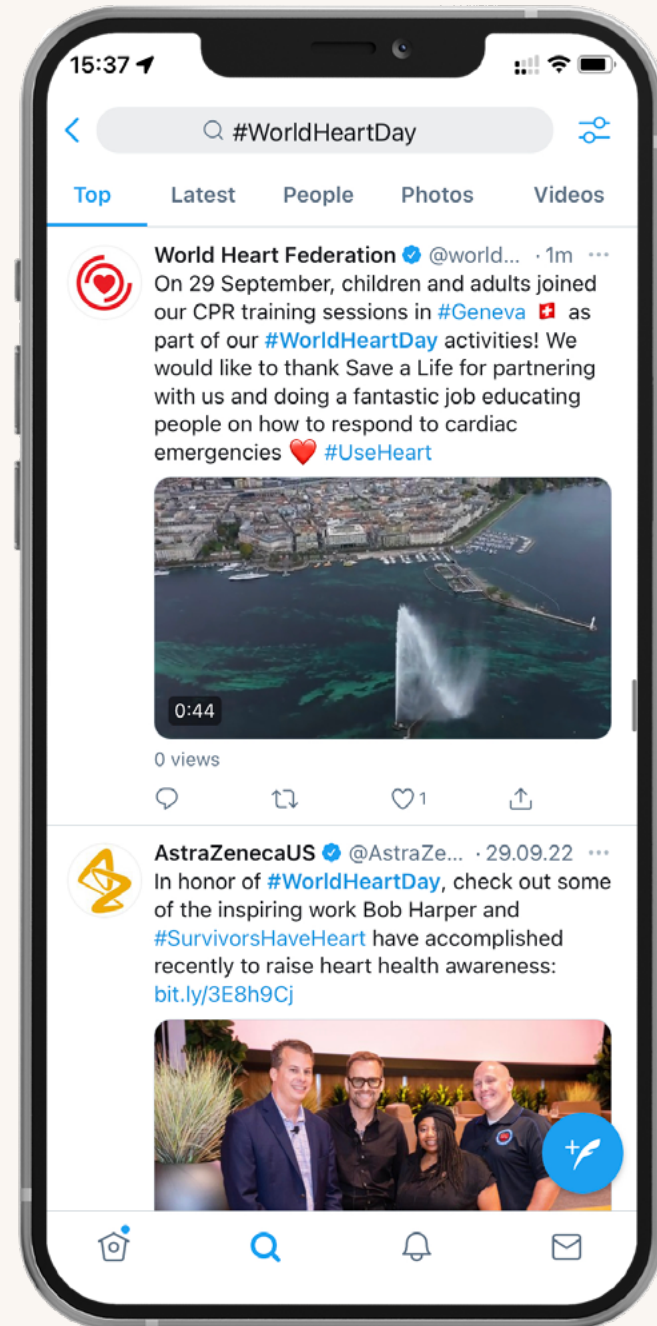 15:37
#WorldHeartDay
Top Latest People Photos Videos
World Heart Federation @world... · 1m ···
On 29 September, children and adults joined
our CPR training sessions in #Geneva 🇨🇭 as
part of our #WorldHeartDay activities! We
would like to thank Save a Life for partnering
with us and doing a fantastic job educating
people on how to respond to cardiac
emergencies ❤️ #UseHeart
0:44
0 views
1
AstraZenecaUS @AstraZe... · 29.09.22 ···
In honor of #WorldHeartDay, check out some
of the inspiring work Bob Harper and
#SurvivorsHaveHeart have accomplished
recently to raise heart health awareness:
bit.ly/3E8h9Cj